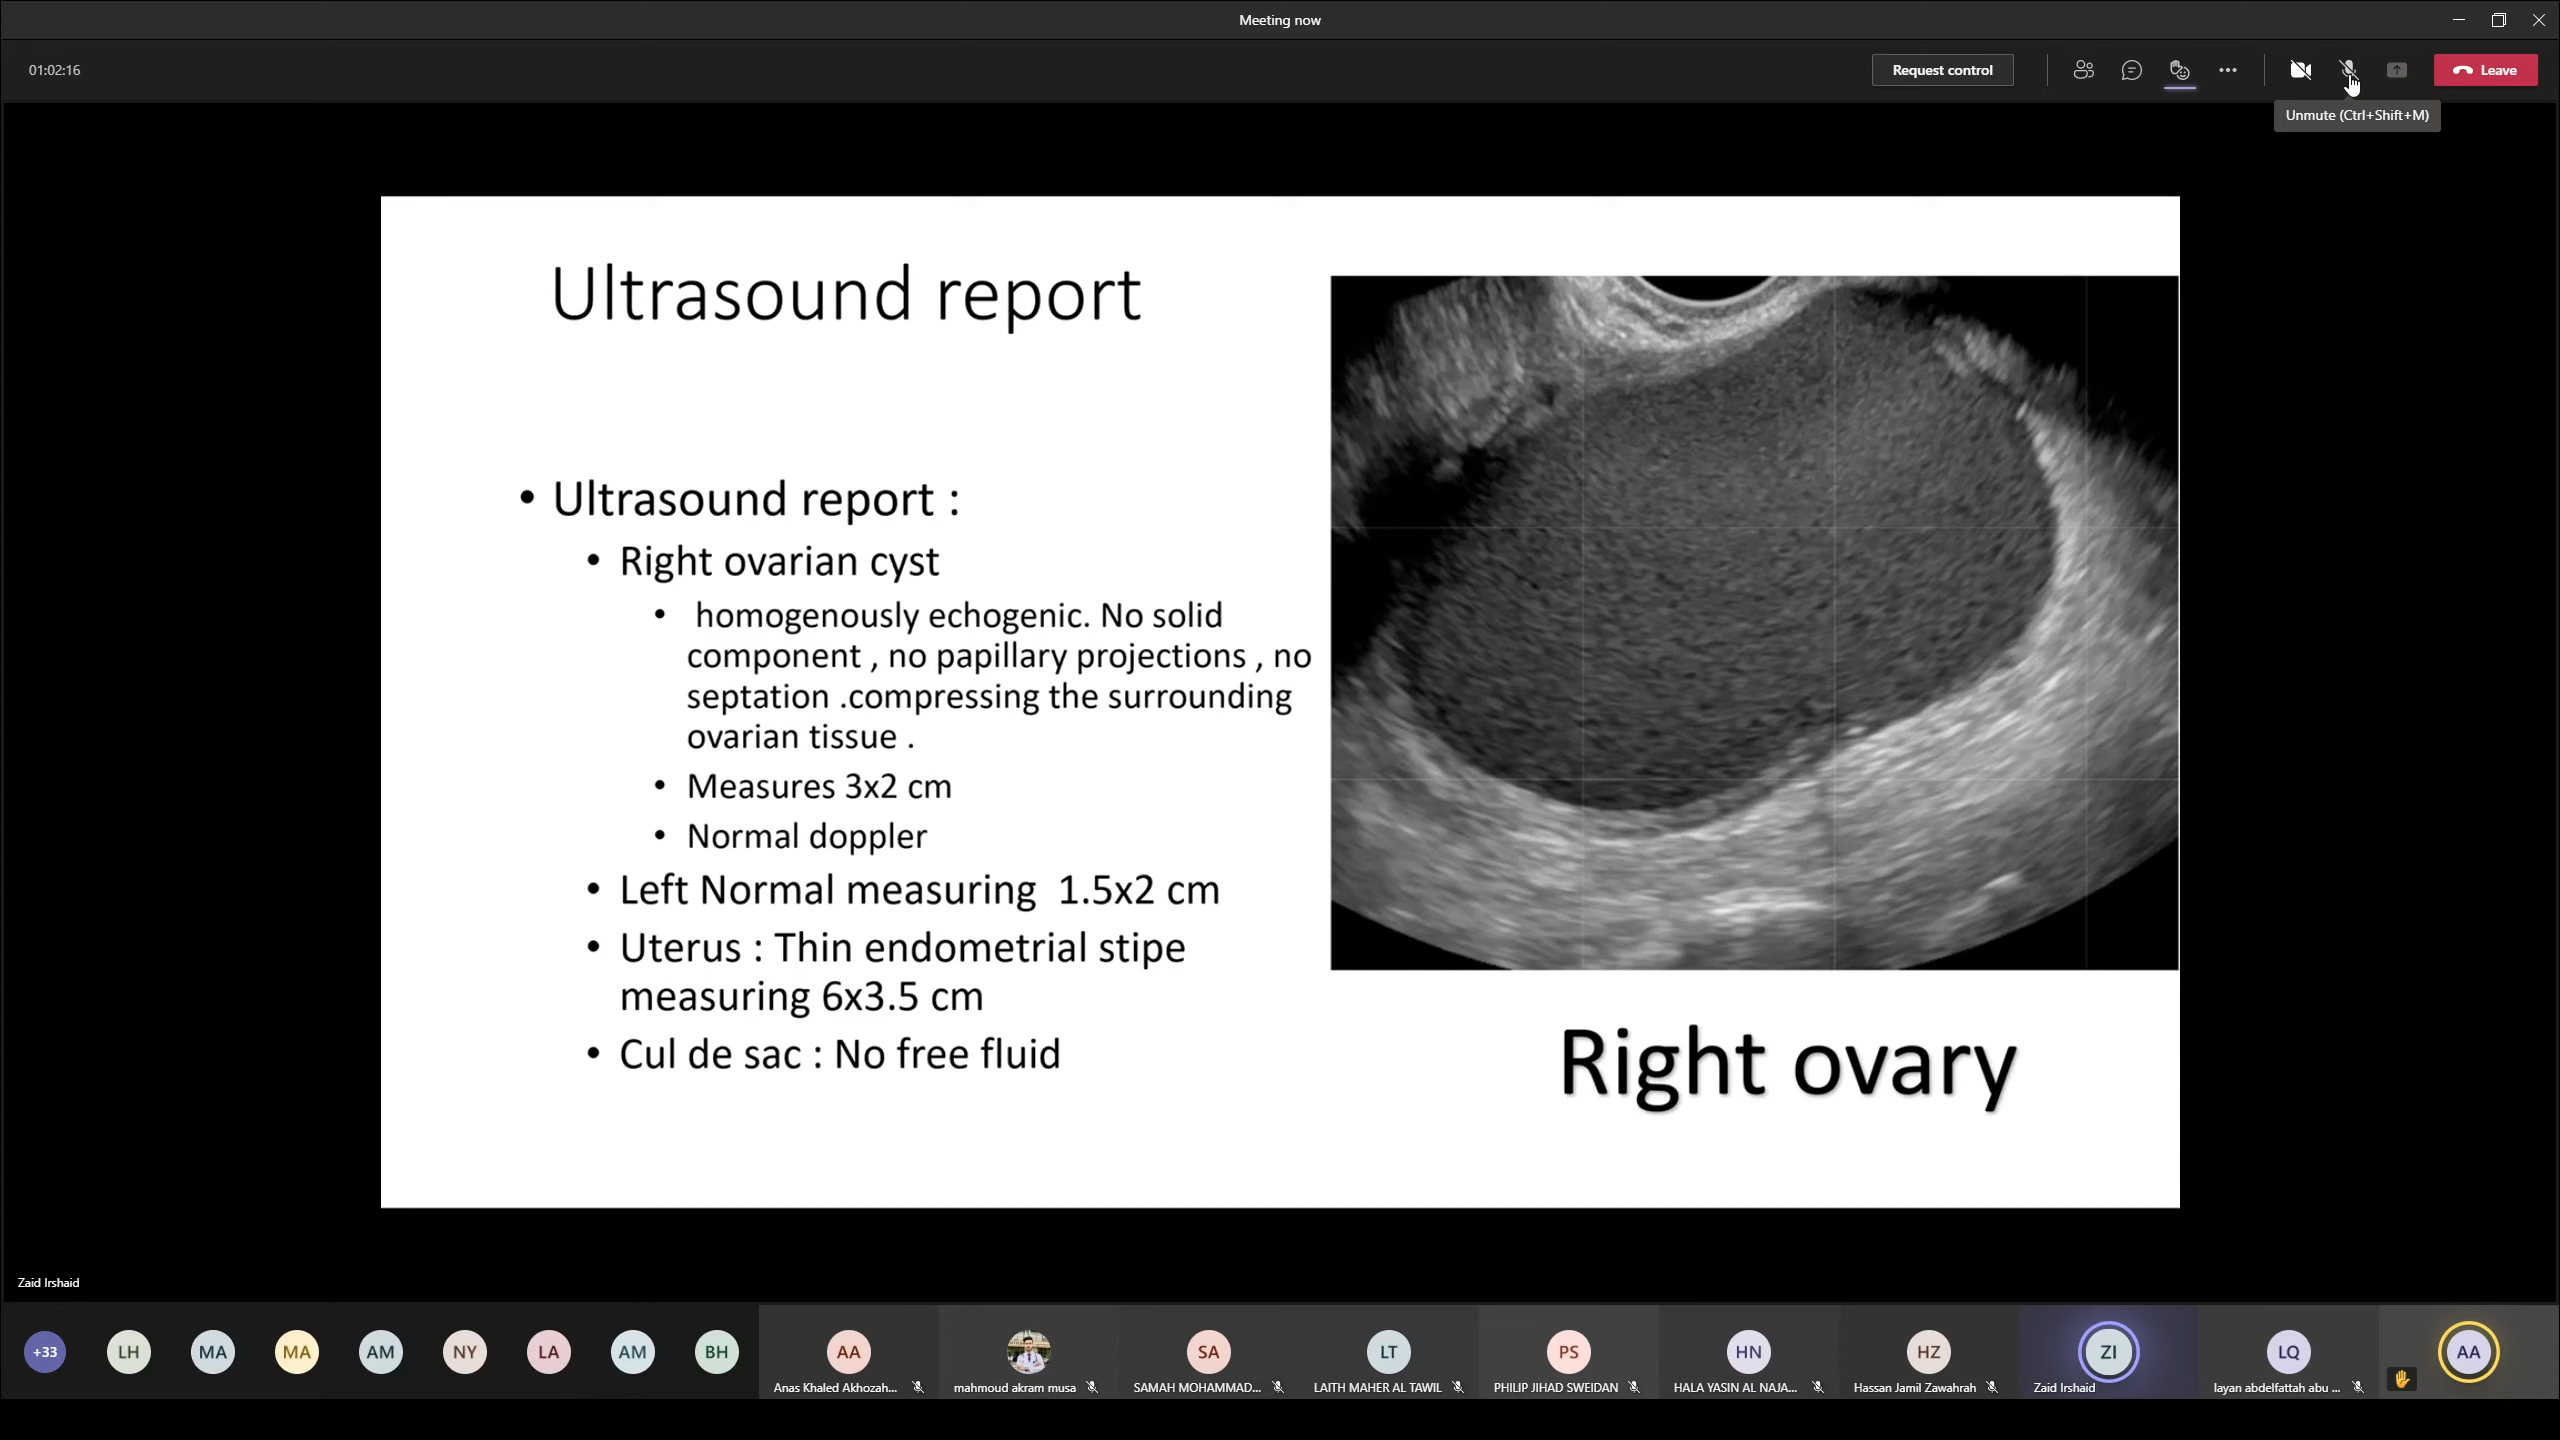 Meeting now
01:02:16
Request control
Leave
Unmute (Ctrl+Shift+M)
Ultrasound report
• Ultrasound report :
• Right ovarian cyst
• homogenously echogenic. No solid
component , no papillary projections , no
septation .compressing the surrounding
ovarian tissue .
• Measures 3x2 cm
• Normal doppler
• Left Normal measuring 1.5x2 cm
• Uterus : Thin endometrial stipe
measuring 6x3.5 cm
• Cul de sac : No free fluid
Right ovary
Zaid Irshaid
+33 LH MA MA AM NY LA AM BH AA SA LT PS HN HZ ZI LQ AA
Anas Khaled Akhozah... mahmoud akram musa SAMAH MOHAMMAD... LAITH MAHER AL TAWIL PHILIP JIHAD SWEIDAN HALA YASIN AL NAJA... Hassan Jamil Zawahrah Zaid Irshaid layan abdelfattah abu ...